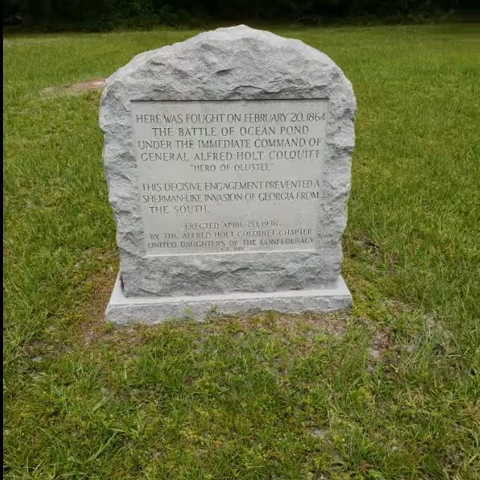 HERE WAS FOUGHT ON FEBRUARY 20, 1864
THE BATTLE OF OCEAN POND
UNDER THE IMMEDIATE COMMAND OF
GENERAL ALFRED HOLT COLQUITT
"HERO OF OLUSTEE"
THIS DECISIVE ENGAGEMENT PREVENTED A
SHERMAN-LIKE INVASION OF GEORGIA FROM
THE SOUTH.
ERECTED APRIL 20, 1936
BY THE ALFRED HOLT COLQUITT CHAPTER
UNITED DAUGHTERS OF THE CONFEDERACY